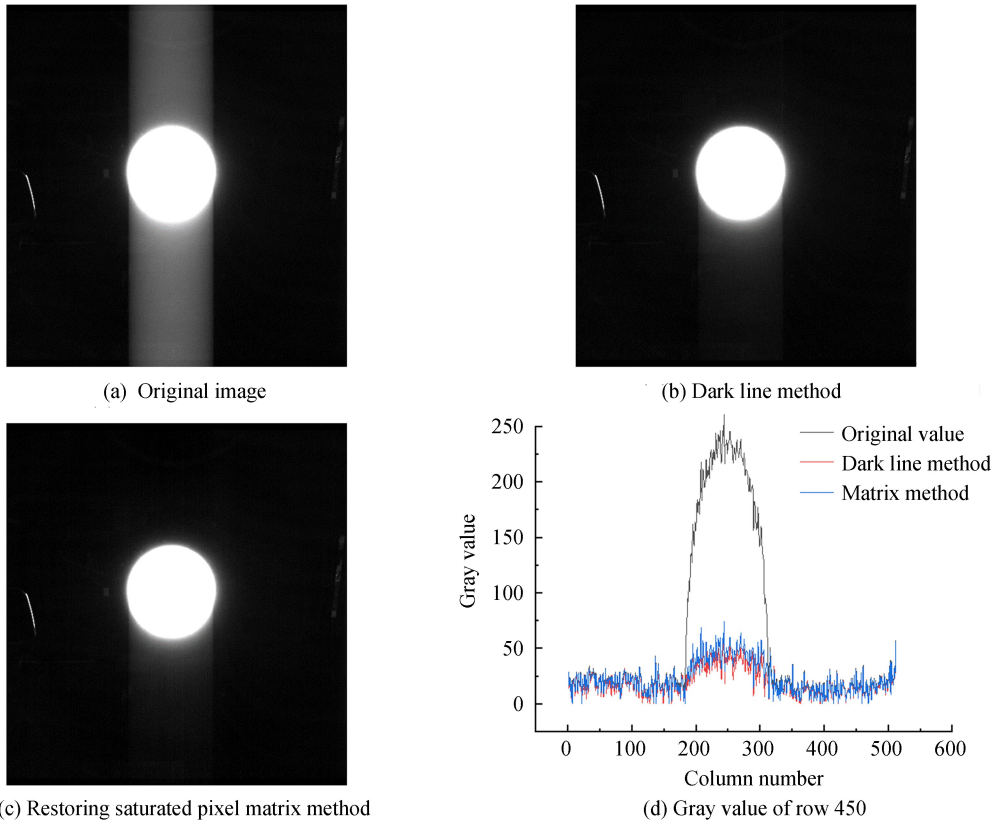 (a) Original image
(b) Dark line method
(c) Restoring saturated pixel matrix method
250
200
150
100
50
0
Gray value
Original value
Dark line method
Matrix method
0 100 200 300 400 500 600
Column number
(d) Gray value of row 450